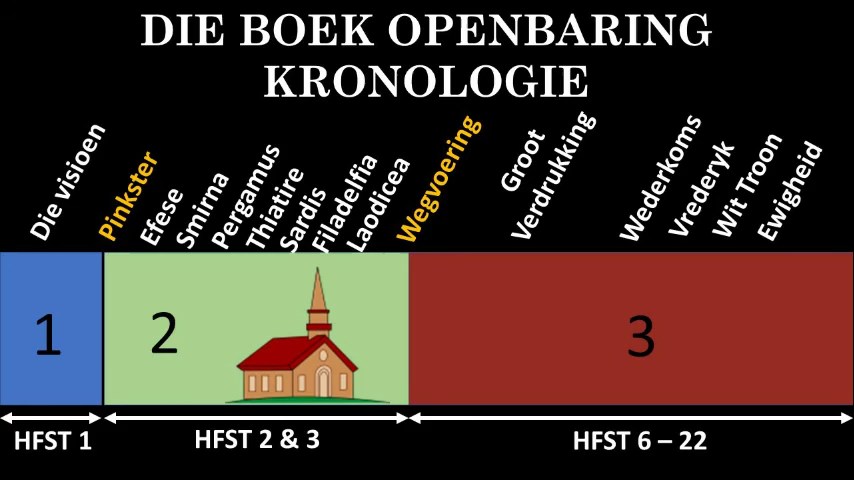 DIE BOEK OPENBARING
KRONOLOGIE
Die visioen
Pinkster
Efese
Smirna
Pergamus
Thiatire
Sardis
Filadelfia
Laodicea
Wegvoering
Groot
Verdrukking
Wederkoms
Vrederyk
Wit Troon
Ewigheid
1
2
3
HFST 1
HFST 2 & 3
HFST 6 – 22